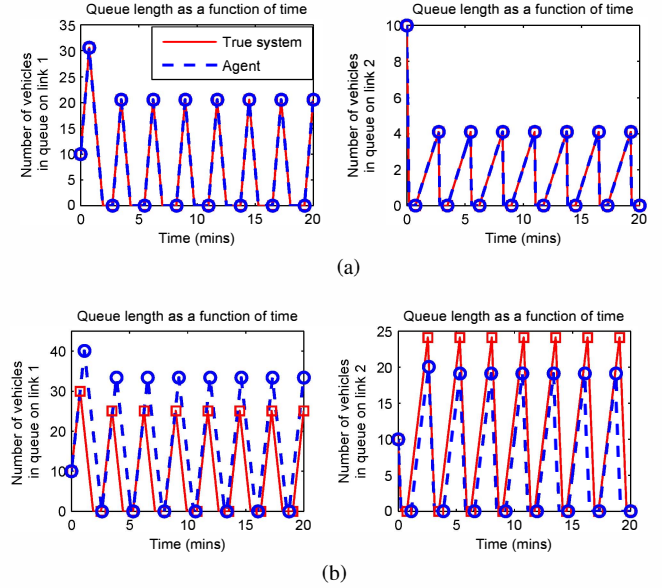 Queue length as a function of time
Number of vehicles
in queue on link 1
35
30
25
20
15
10
5
0
0 5 10 15 20
Time (mins)
True system
Agent
Queue length as a function of time
Number of vehicles
in queue on link 2
10
8
6
4
2
0
0 5 10 15 20
Time (mins)
(a)
Queue length as a function of time
Number of vehicles
in queue on link 1
40
30
20
10
0
0 5 10 15 20
Time (mins)
Queue length as a function of time
Number of vehicles
in queue on link 2
25
20
15
10
5
0
0 5 10 15 20
Time (mins)
(b)